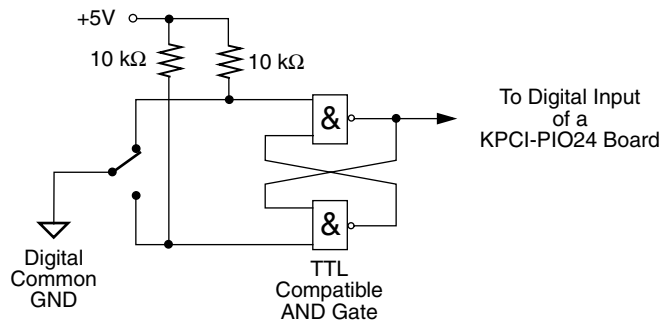 +5V
10 kΩ
10 kΩ
&
To Digital Input
of a
KPCI-PIO24 Board
&
Digital
Common
GND
TTL
Compatible
AND Gate